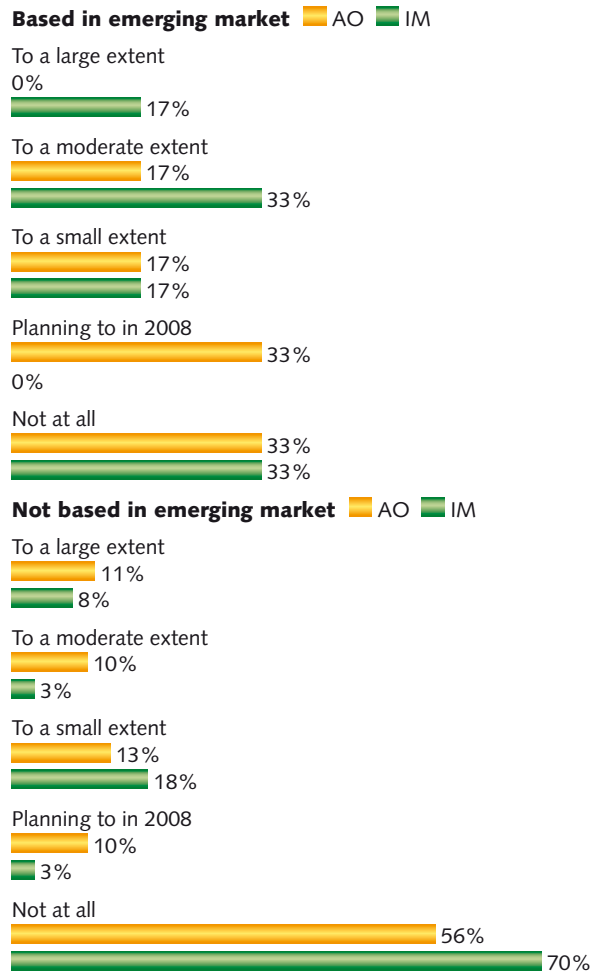 Based in emerging market AO IM
To a large extent
0%
17%
To a moderate extent
17%
33%
To a small extent
17%
17%
Planning to in 2008
33%
0%
Not at all
33%
33%
Not based in emerging market AO IM
To a large extent
11%
8%
To a moderate extent
10%
3%
To a small extent
13%
18%
Planning to in 2008
10%
3%
Not at all
56%
70%